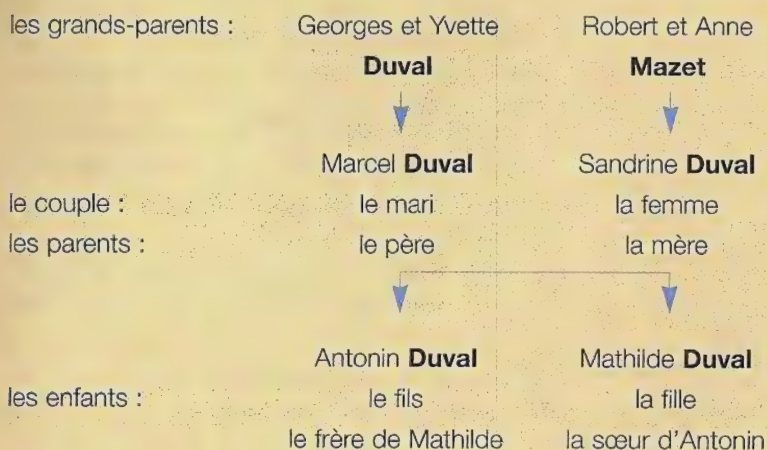 les grands-parents : Georges et Yvette Robert et Anne
Duval Mazet
Marcel Duval Sandrine Duval
le couple : le mari la femme
les parents : le père la mère
Antonin Duval Mathilde Duval
les enfants : le fils la fille
le frère de Mathilde la sœur d'Antonin